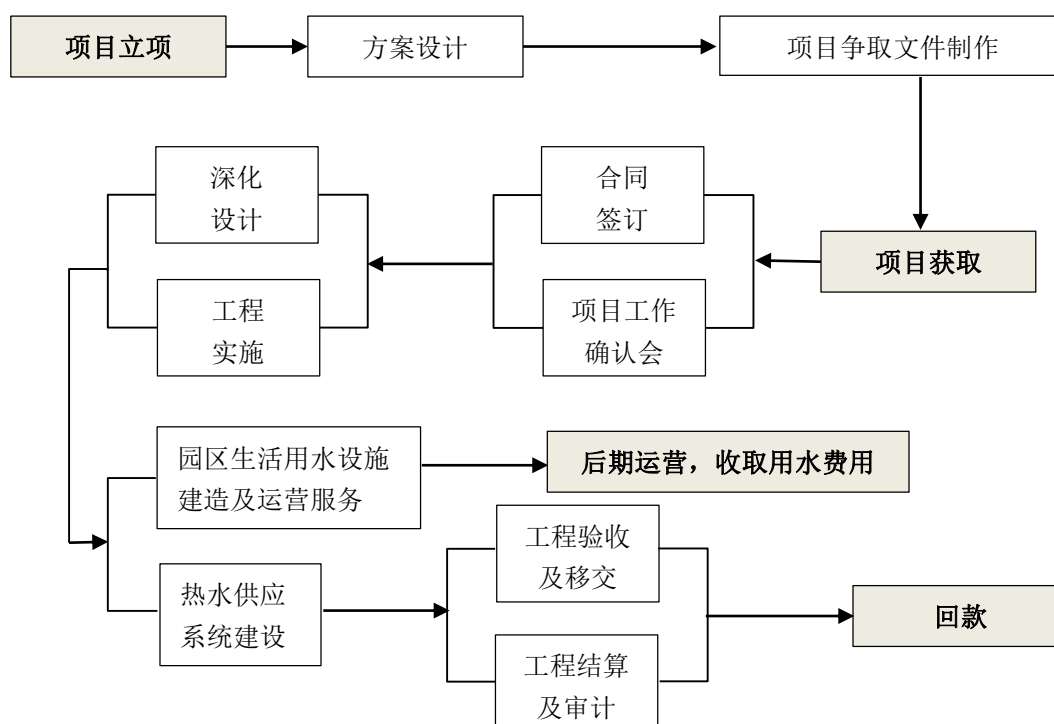 项目立项
方案设计
项目争取文件制作
深化
设计
合同
签订
项目获取
工程
实施
项目工作
确认会
园区生活用水设施
建造及运营服务
后期运营，收取用水费用
工程验收
及移交
热水供应
系统建设
回款
工程结算
及审计